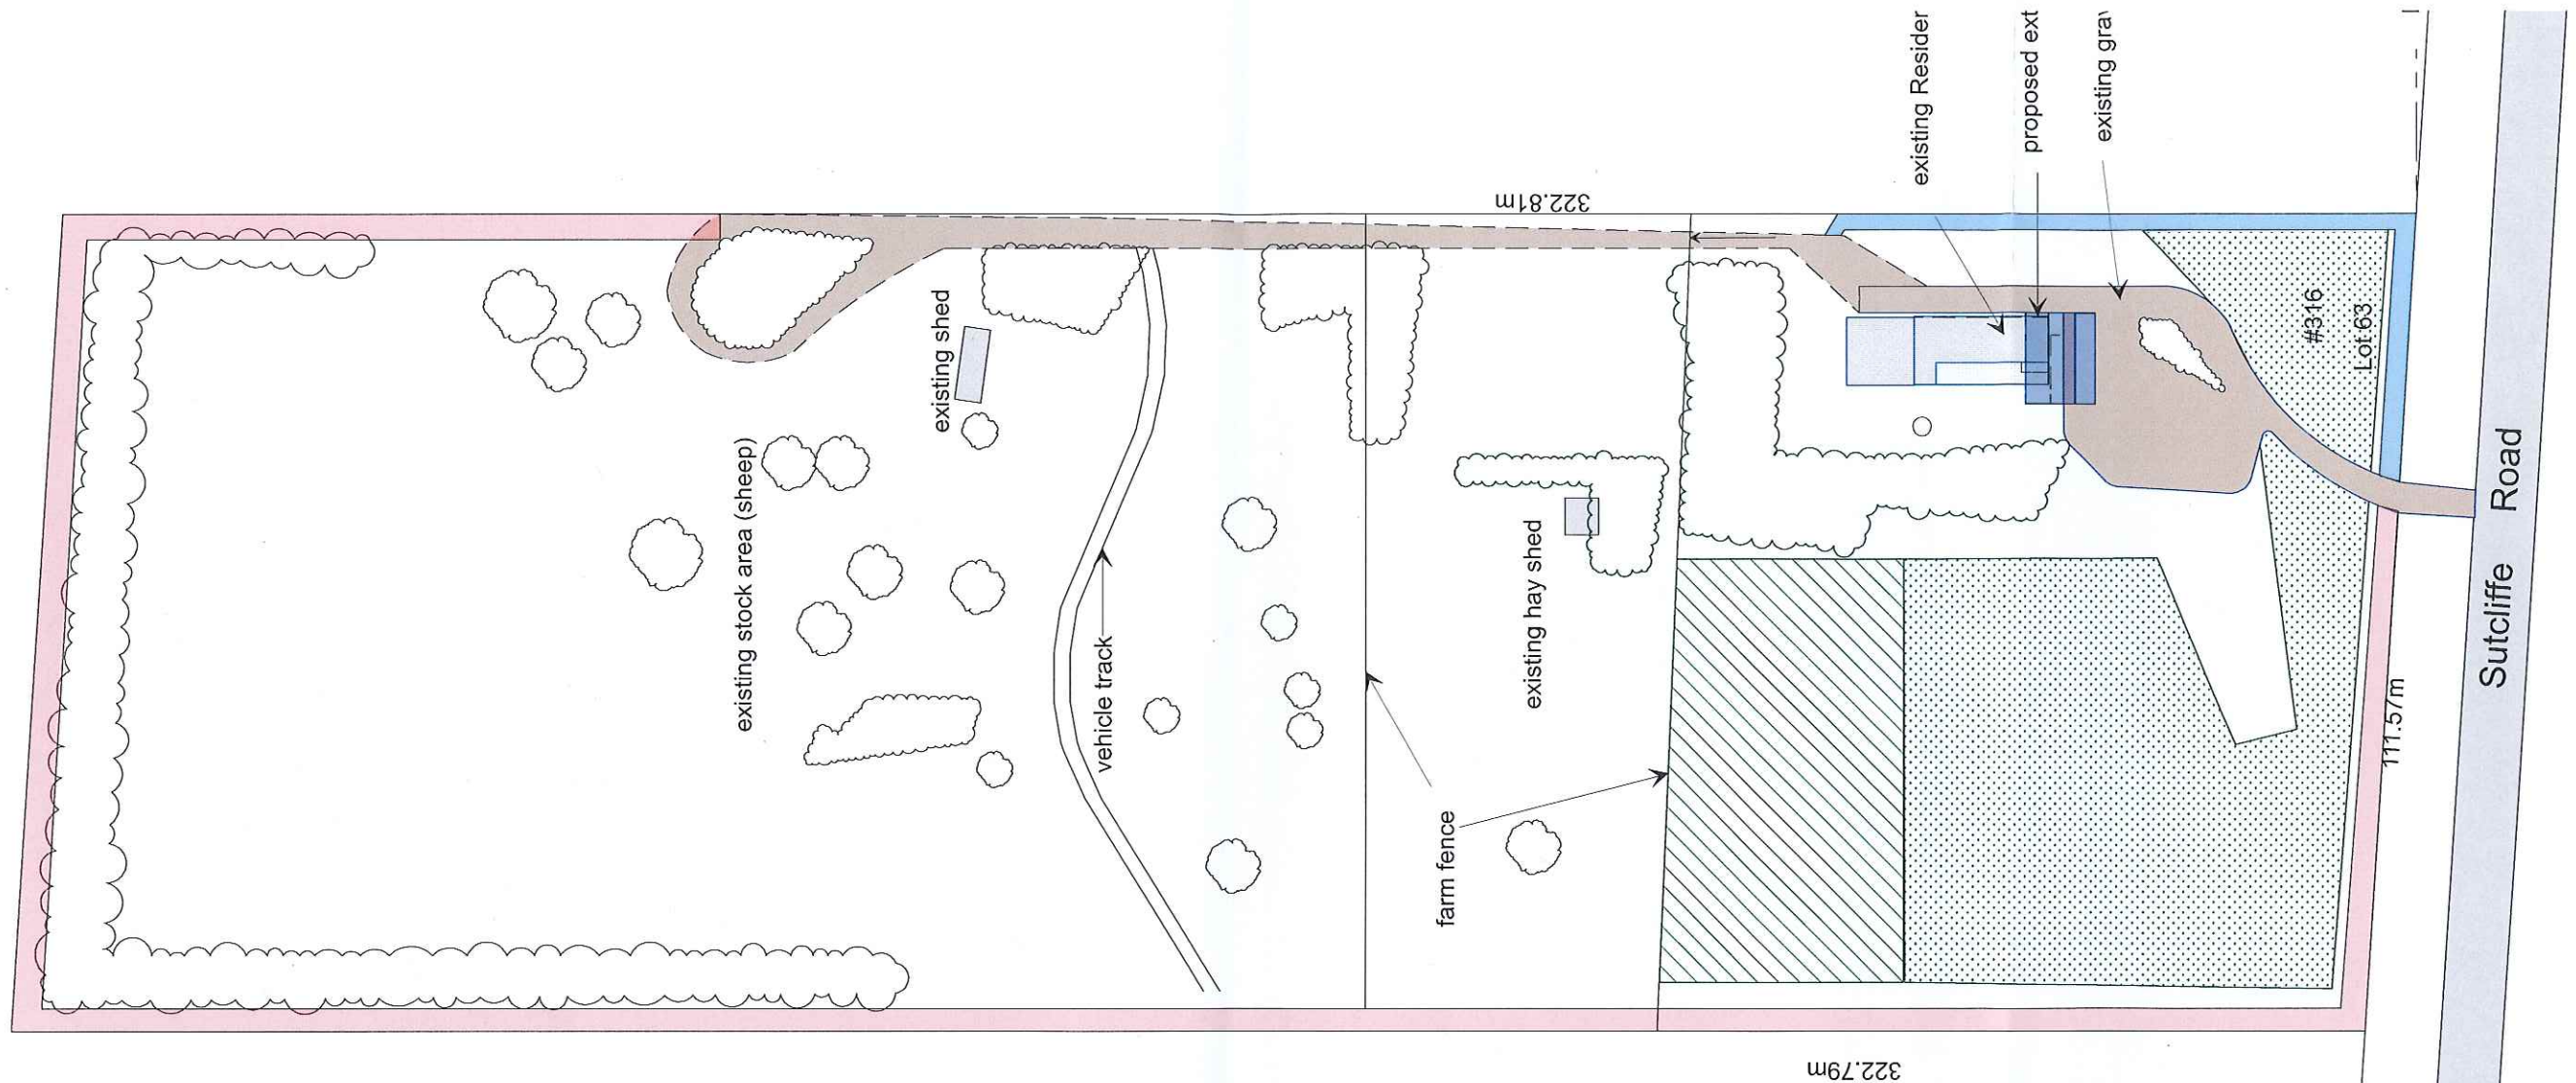 322.81m
existing Resider
proposed ext
existing gra
#316
Lot 63
existing shed
existing stock area (sheep)
vehicle track
existing hay shed
farm fence
Sutcliffe Road
111.57m
322.79m